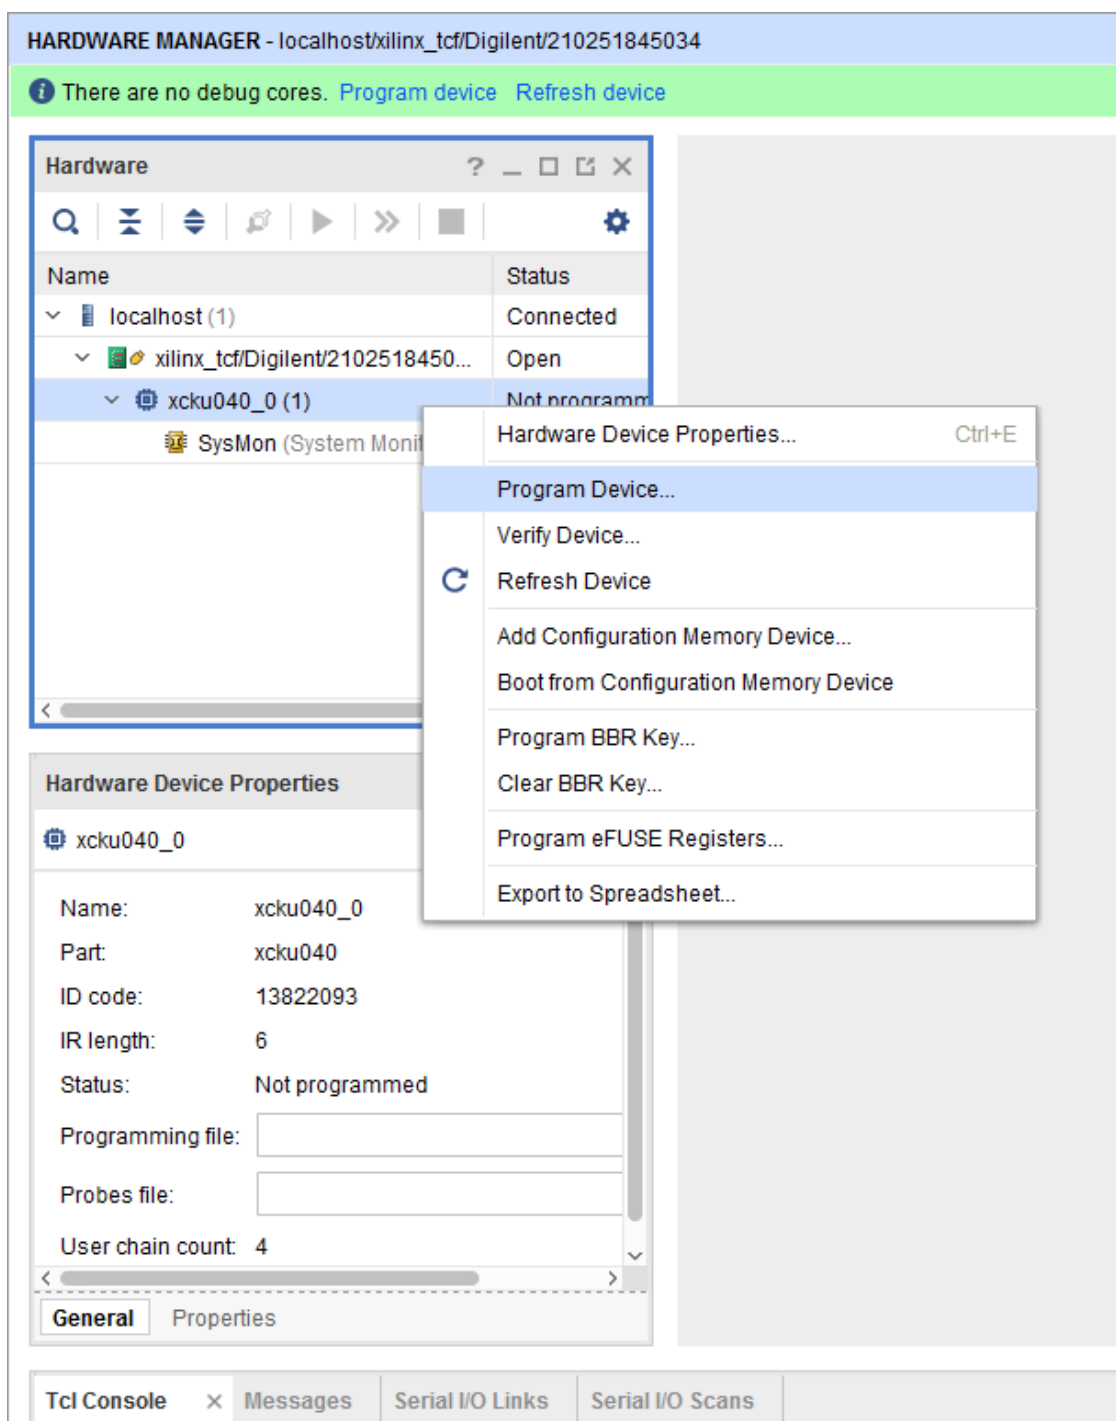 HARDWARE MANAGER - localhost/xilinx_tcf/Digilent/210251845034
There are no debug cores. Program device Refresh device
Hardware
Name Status
localhost (1) Connected
xilinx_tcf/Digilent/2102518450... Open
xcku040_0 (1) Not programm
SysMon (System Monit
Hardware Device Properties... Ctrl+E
Program Device...
Verify Device...
Refresh Device
Add Configuration Memory Device...
Boot from Configuration Memory Device
Program BBR Key...
Clear BBR Key...
Program eFUSE Registers...
Export to Spreadsheet...
Hardware Device Properties
xcku040_0
Name: xcku040_0
Part: xcku040
ID code: 13822093
IR length: 6
Status: Not programmed
Programming file:
Probes file:
User chain count: 4
General Properties
Tcl Console Messages Serial I/O Links Serial I/O Scans